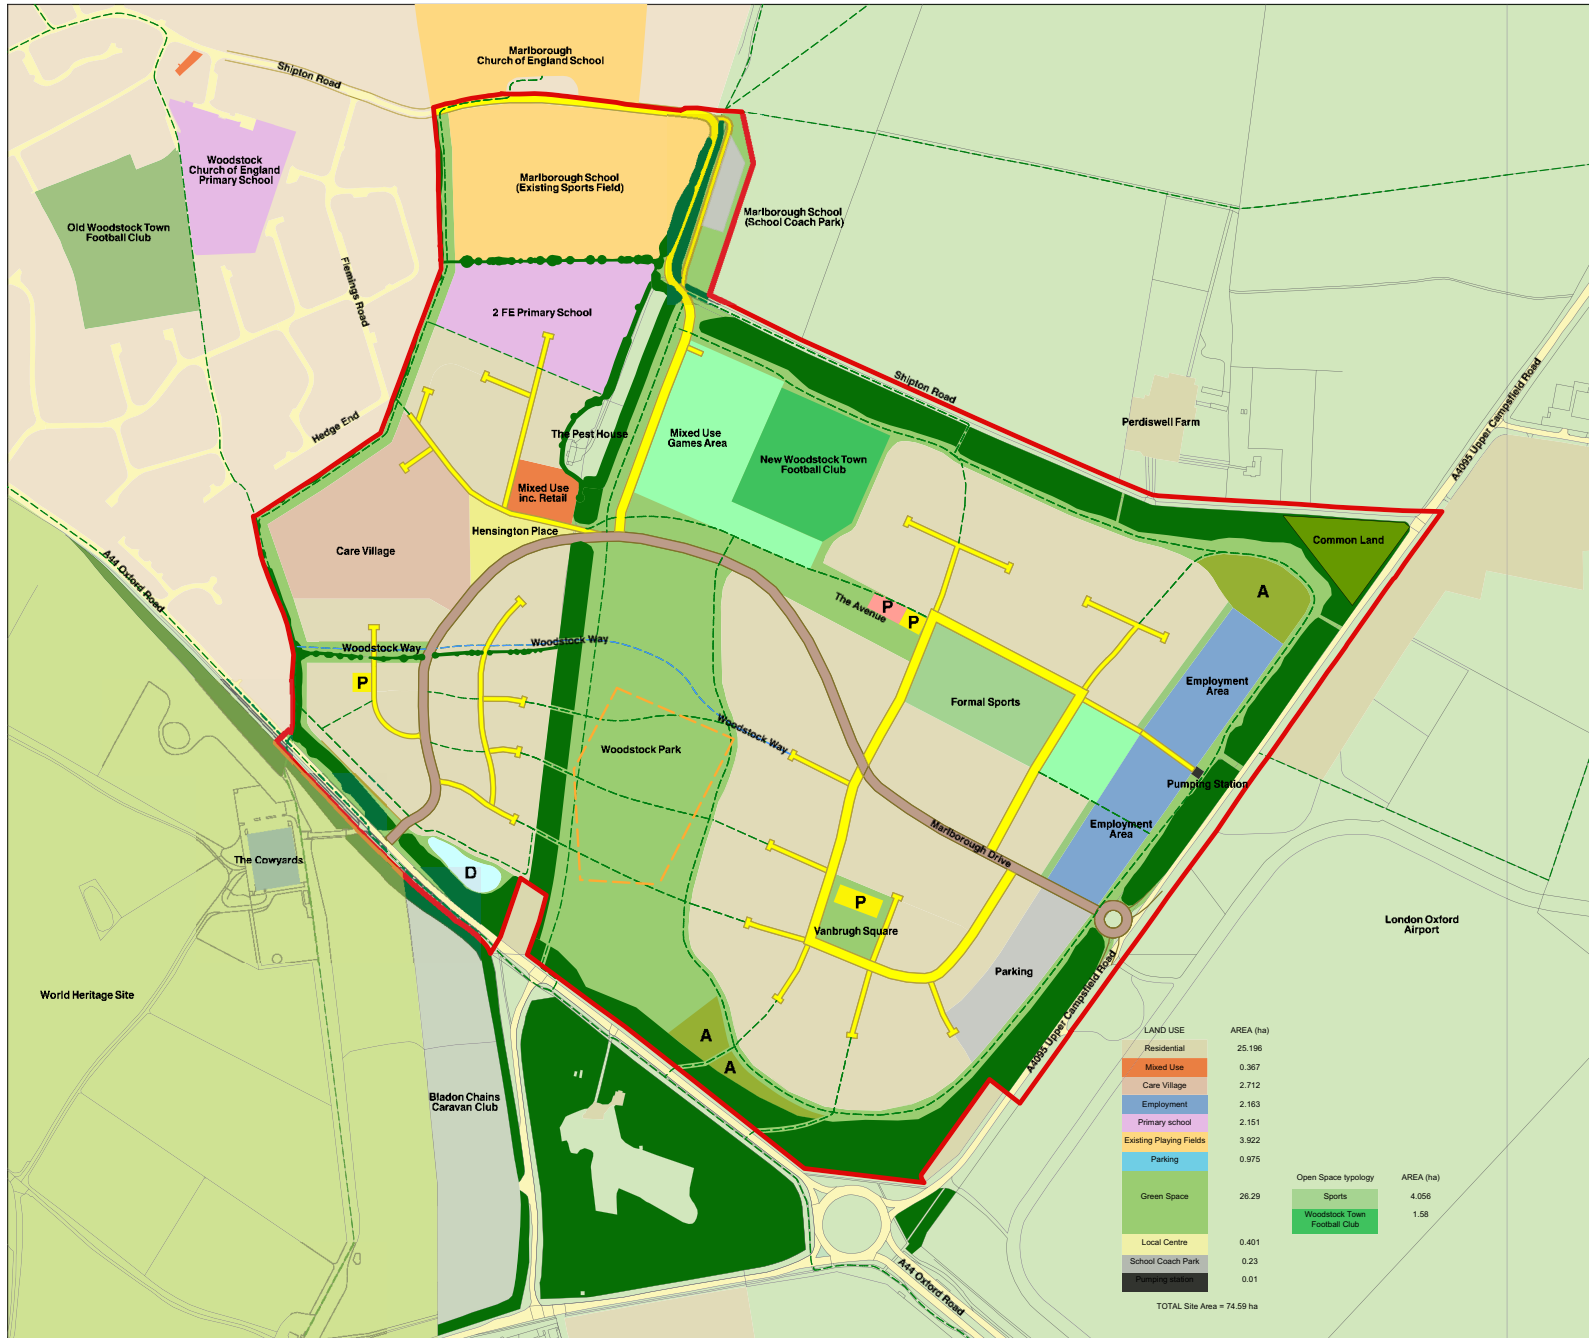 Marlborough
Church of England School
Shipton Road
Woodstock
Church of England
Primary School
Marlborough School
(Existing Sports Field)
Marlborough School
(School Coach Park)
Old Woodstock Town
Football Club
Flemings Road
2 FE Primary School
Shipton Road
A4095 Upper Campsfield Road
Hedge End
The Pest House
Mixed Use
Games Area
New Woodstock Town
Football Club
Perdiswell Farm
Mixed Use
inc. Retail
Hensington Place
Care Village
Common Land
A44 Oxford Road
A
The Avenue
P
P
Woodstock Way
Woodstock Way
P
Formal Sports
Employment
Area
Woodstock Park
Woodstock Way
Pumping Station
Employment
Area
Marlborough Drive
The Cowyards
D
P
Vanbrugh Square
London Oxford
Airport
Parking
World Heritage Site
A4095 Upper Campsfield Road
A
A
Bladon Chains
Caravan Club
A44 Oxford Road
LAND USE AREA (ha)
Residential 25.196
Mixed Use 0.367
Care Village 2.712
Employment 2.163
Primary school 2.151
Existing Playing Fields 3.922
Parking 0.975
Green Space 26.29
Local Centre 0.401
School Coach Park 0.23
Pumping station 0.01
TOTAL Site Area = 74.59 ha
Open Space typology AREA (ha)
Sports 4.056
Woodstock Town
Football Club 1.58